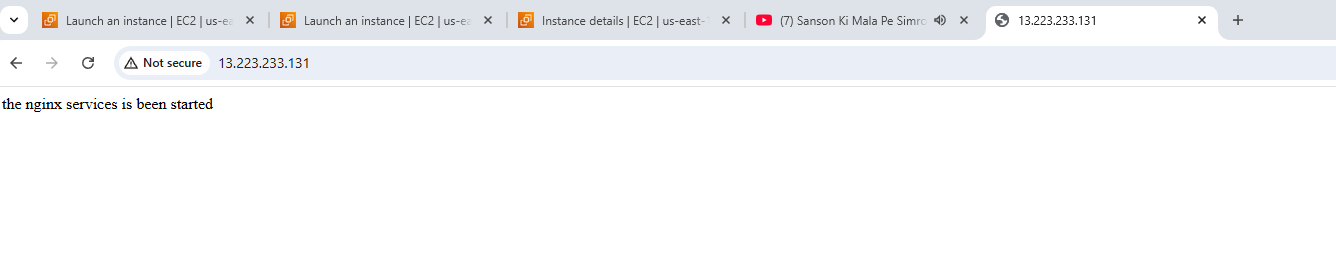 Launch an instance | EC2 | us-ea
Launch an instance | EC2 | us-ea
Instance details | EC2 | us-east-1
(7) Sanson Ki Mala Pe Simro
13.223.233.131
Not secure
13.223.233.131
the nginx services is been started